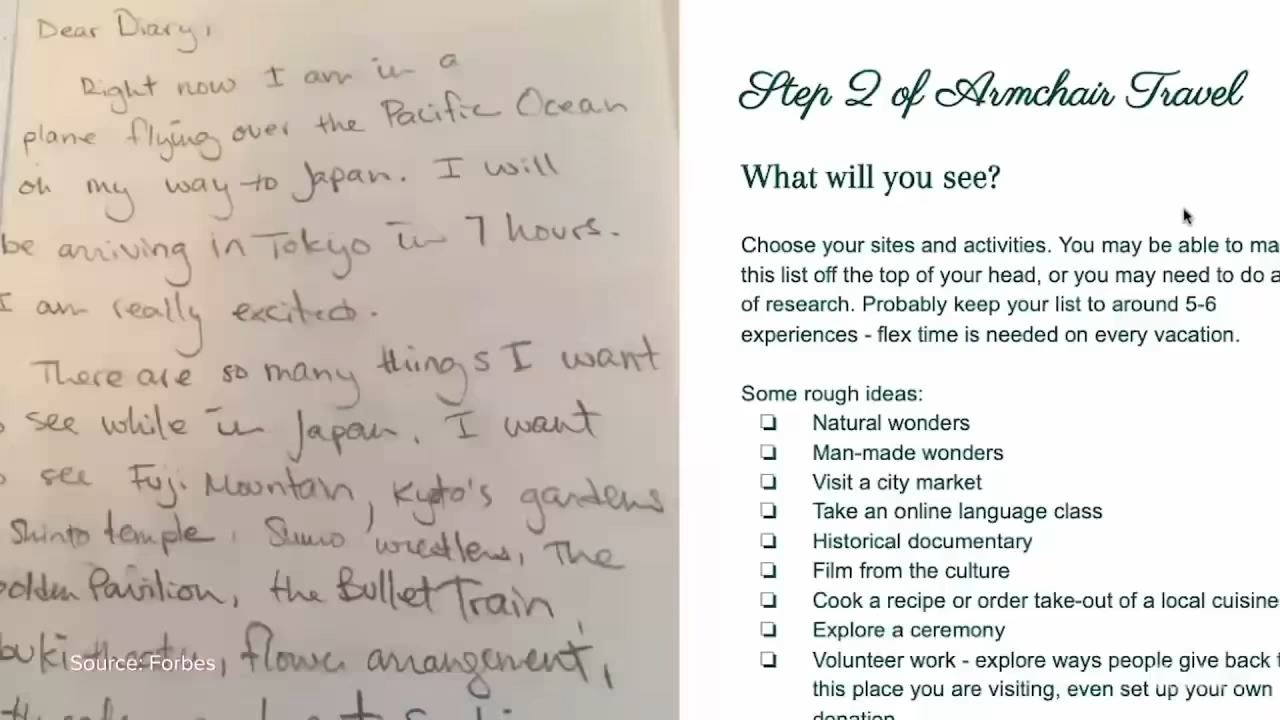 Dear Diary,
Right now I am in a
plane flying over the Pacific Ocean
on my way to Japan. I will
be arriving in Tokyo in 7 hours.
I am really excited.
There are so many things I want
see while in Japan. I want
see Fuji Mountain, Kyoto's gardens
Shinto temple, Sumo wrestlers, The
olden Pavilion, the Bullet Train,
buki, flower arrangement,
Source: Forbes
Step 2 of Armchair Travel
What will you see?
Choose your sites and activities. You may be able to ma
this list off the top of your head, or you may need to do a
of research. Probably keep your list to around 5-6
experiences - flex time is needed on every vacation.
Some rough ideas:
❏ Natural wonders
❏ Man-made wonders
❏ Visit a city market
❏ Take an online language class
❏ Historical documentary
❏ Film from the culture
❏ Cook a recipe or order take-out of a local cuisine
❏ Explore a ceremony
❏ Volunteer work - explore ways people give back t
this place you are visiting, even set up your own
donation